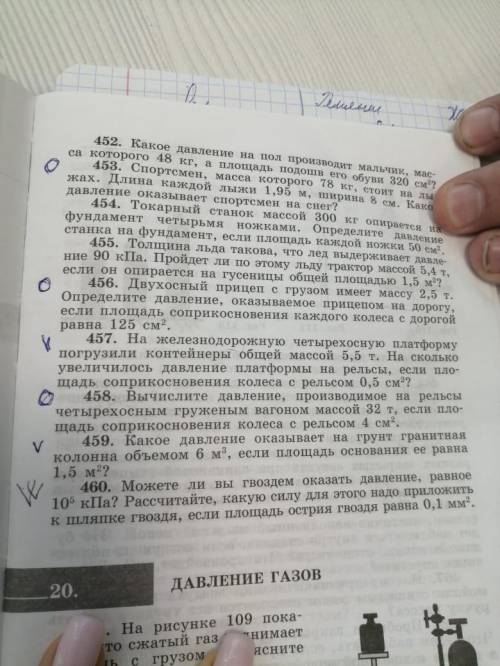 Решение
452. Какое давление на пол производит мальчик, мас-
са которого 48 кг, а площадь подошв его обуви 320 см²?
453. Спортсмен, масса которого 78 кг, стоит на лы
жах. Длина каждой лыжи 1,95 м, ширина 8 см. Како
давление оказывает спортсмен на снег?
454. Токарный станок массой 300 кг опирается на
фундамент четырьмя ножками. Определите давление
станка на фундамент, если площадь каждой ножки 50 см².
455. Толщина льда такова, что лед выдерживает давле-
ние 90 кПа. Пройдет ли по этому льду трактор массой 5,4 т,
если он опирается на гусеницы общей площадью 1,5 м²?
456. Двухосный прицеп с грузом имеет массу 2,5 т.
Определите давление, оказываемое прицепом на дорогу,
если площадь соприкосновения каждого колеса с дорогой
равна 125 см².
457. На железнодорожную четырехосную платформу
погрузили контейнеры общей массой 5,5 т. На сколько
увеличилось давление платформы на рельсы, если пло-
щадь соприкосновения колеса с рельсом 0,5 см²?
458. Вычислите давление, производимое на рельсы
четырехосным груженым вагоном массой 32 т, если пло-
щадь соприкосновения колеса с рельсом 4 см².
459. Какое давление оказывает на грунт гранитная
колонна объемом 6 м³, если площадь основания ее равна
1,5 м²?
460. Можете ли вы гвоздем оказать давление, равное
10⁵ кПа? Рассчитайте, какую силу для этого надо приложить
к шляпке гвоздя, если площадь острия гвоздя равна 0,1 мм².
20. ДАВЛЕНИЕ ГАЗОВ
На рисунке 109 пока-
то сжатый газ
с грузом